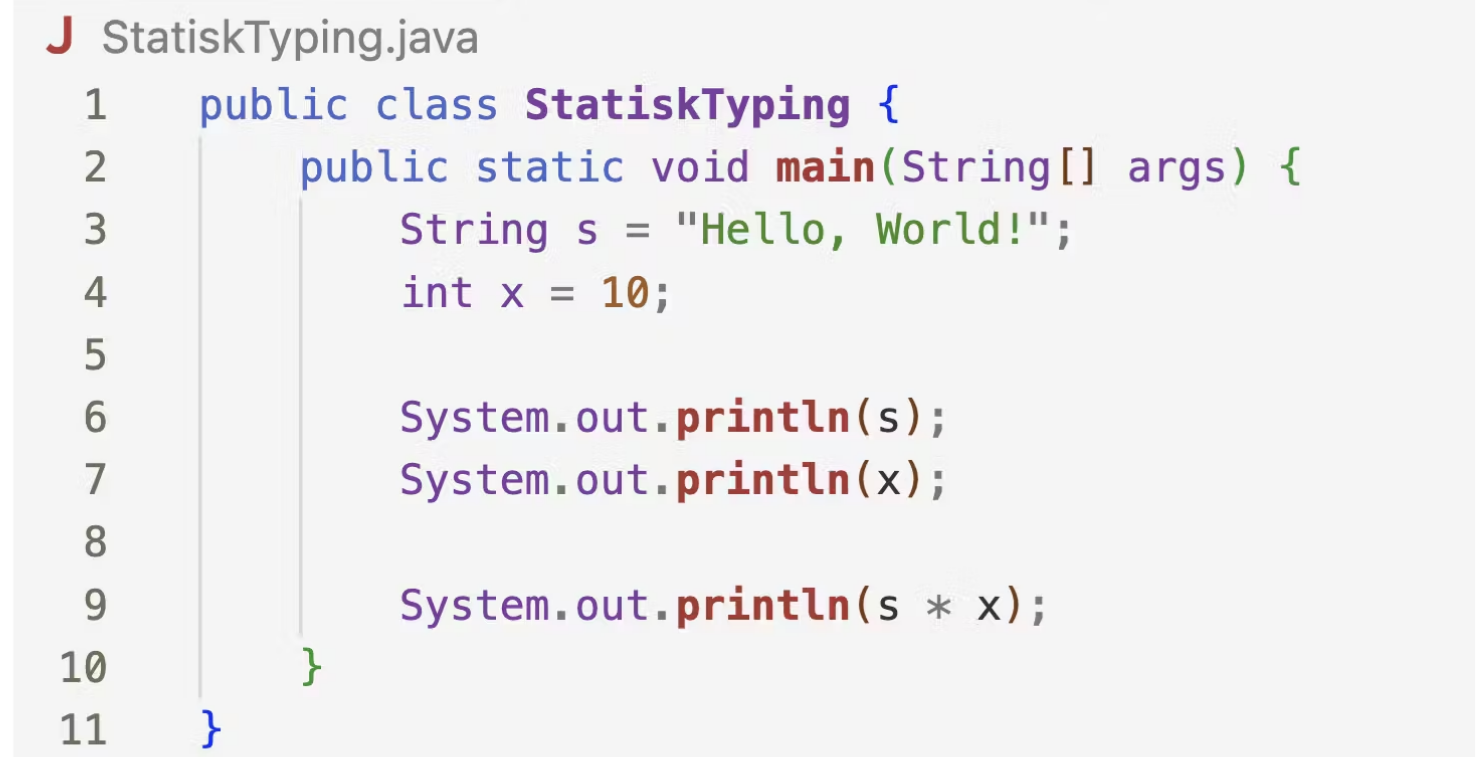 J StatiskTyping.java
1 public class StatiskTyping {
2 public static void main(String[] args) {
3 String s = "Hello, World!";
4 int x = 10;
5
6 System.out.println(s);
7 System.out.println(x);
8
9 System.out.println(s * x);
10 }
11 }